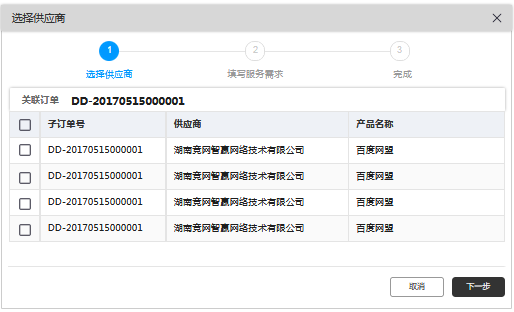 选择供应商
1
2
3
选择供应商
填写服务需求
完成
关联订单 DD-20170515000001
子订单号 供应商 产品名称
DD-20170515000001 湖南竞网智赢网络技术有限公司 百度网盟
DD-20170515000001 湖南竞网智赢网络技术有限公司 百度网盟
DD-20170515000001 湖南竞网智赢网络技术有限公司 百度网盟
DD-20170515000001 湖南竞网智赢网络技术有限公司 百度网盟
取消 下一步